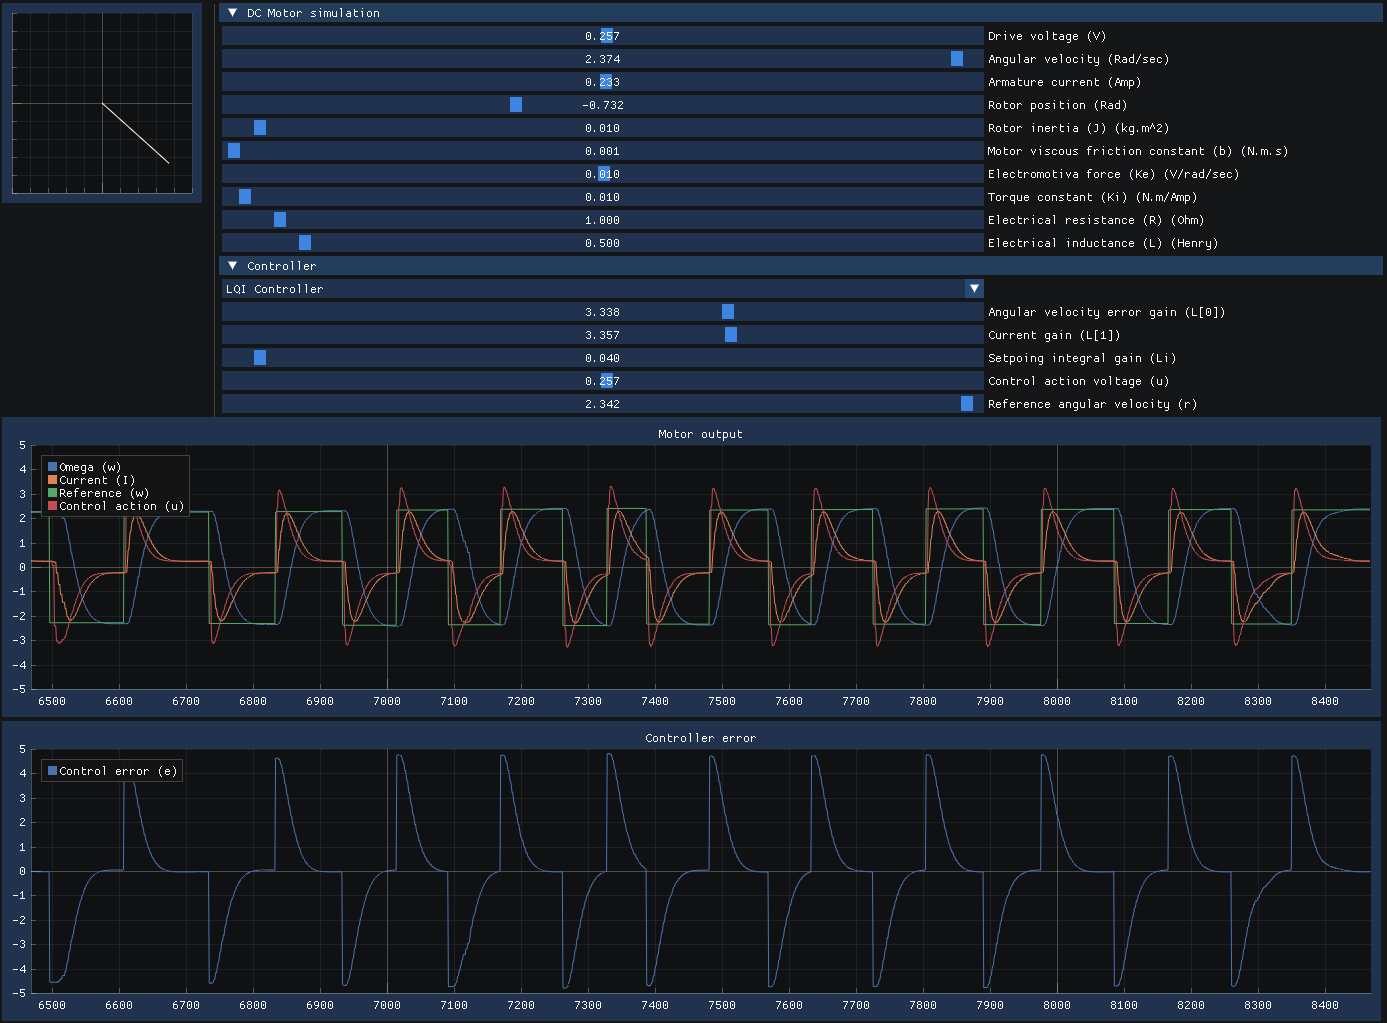 ▼ DC Motor simulation
0.257 Drive voltage (V)
2.374 Angular velocity (Rad/sec)
0.233 Armature current (Amp)
-0.732 Rotor position (Rad)
0.010 Rotor inertia (J) (kg.m^2)
0.001 Motor viscous friction constant (b) (N.m.s)
0.010 Electromotiva force (Ke) (V/rad/sec)
0.010 Torque constant (Ki) (N.m/Amp)
1.000 Electrical resistance (R) (Ohm)
0.500 Electrical inductance (L) (Henry)
▼ Controller
LQI Controller ▼
3.338 Angular velocity error gain (L[0])
3.357 Current gain (L[1])
0.040 Setpoing integral gain (Li)
0.257 Control action voltage (u)
2.342 Reference angular velocity (r)
Motor output
5
4
3
2
1
0
-1
-2
-3
-4
-5
Omega (w)
Current (I)
Reference (w)
Control action (u)
6500 6600 6700 6800 6900 7000 7100 7200 7300 7400 7500 7600 7700 7800 7900 8000 8100 8200 8300 8400
Controller error
5
4
3
2
1
0
-1
-2
-3
-4
-5
Control error (e)
6500 6600 6700 6800 6900 7000 7100 7200 7300 7400 7500 7600 7700 7800 7900 8000 8100 8200 8300 8400